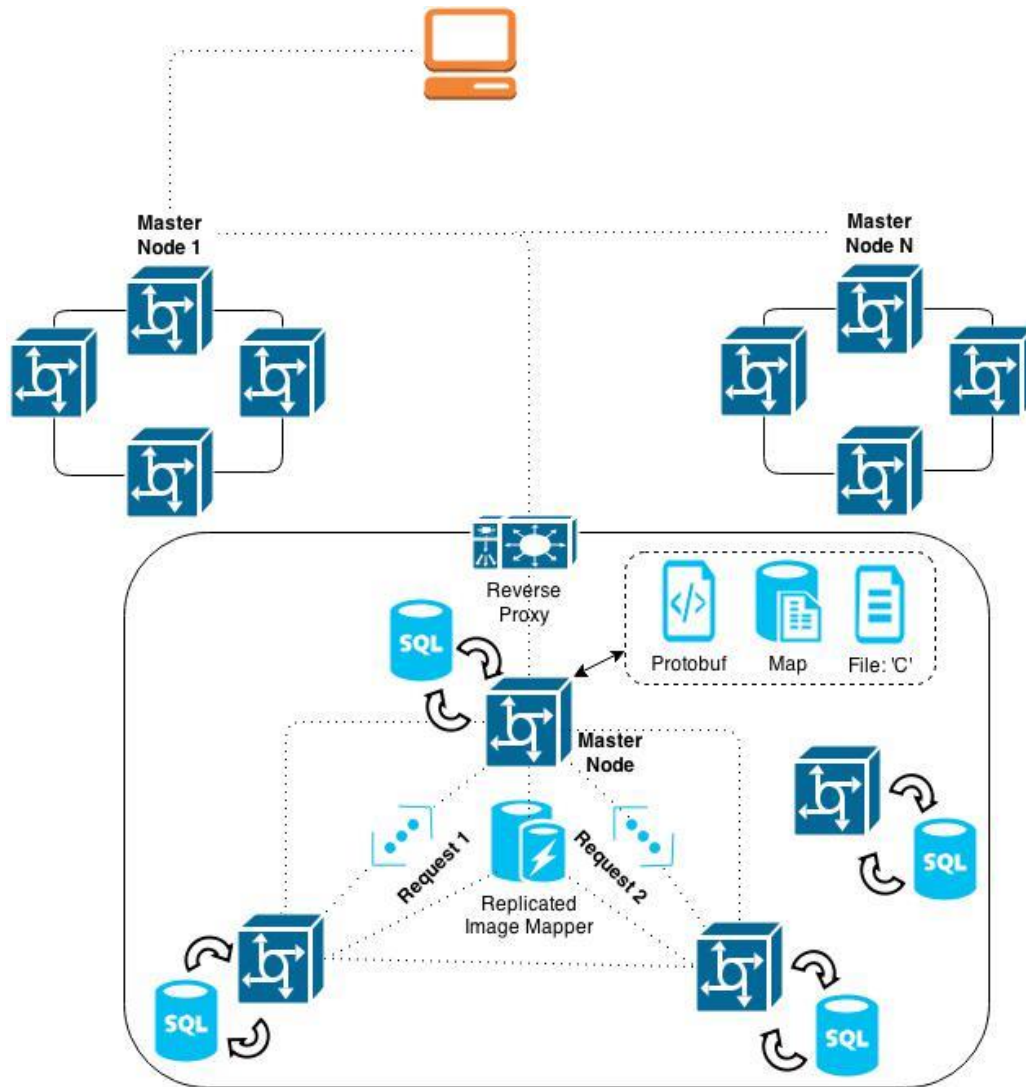 Master
Node 1
Master
Node N
Reverse
Proxy
SQL
Protobuf
Map
File: 'C'
Master
Node
Request 1
Request 2
Replicated
Image Mapper
SQL
SQL
SQL